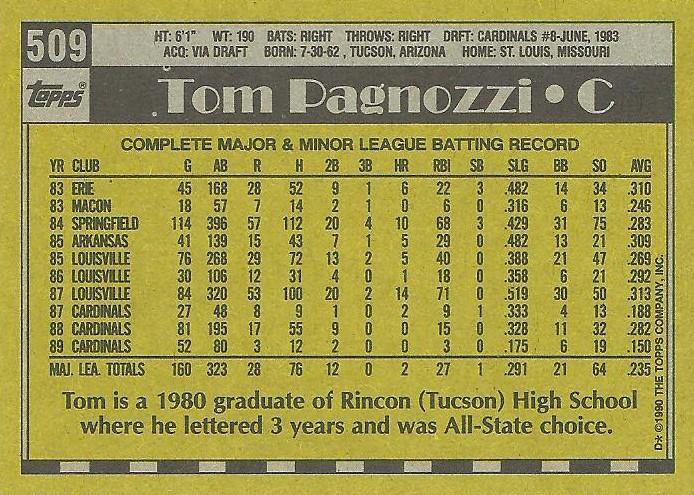 509
HT: 6'1" WT: 190 BATS: RIGHT THROWS: RIGHT DRFT: CARDINALS #8-JUNE, 1983
ACQ: VIA DRAFT BORN: 7-30-62, TUCSON, ARIZONA HOME: ST. LOUIS, MISSOURI
Topps®
Tom Pagnozzi • C
COMPLETE MAJOR & MINOR LEAGUE BATTING RECORD
YR CLUB G AB R H 2B 3B HR RBI SB SLG BB SO AVG
83 ERIE 45 168 28 52 9 1 6 22 3 .482 14 34 .310
83 MACON 18 57 7 14 2 1 0 6 0 .316 6 13 .246
84 SPRINGFIELD 114 396 57 112 20 4 10 68 3 .429 31 75 .283
85 ARKANSAS 41 139 15 43 7 1 5 29 0 .482 13 21 .309
85 LOUISVILLE 76 268 29 72 13 2 5 40 0 .388 21 47 .269
86 LOUISVILLE 30 106 12 31 4 0 1 18 0 .358 6 21 .292
87 LOUISVILLE 84 320 53 100 20 2 14 71 0 .519 30 50 .313
87 CARDINALS 27 48 8 9 1 0 2 9 1 .333 4 13 .188
88 CARDINALS 81 195 17 55 9 0 0 15 0 .328 11 32 .282
89 CARDINALS 52 80 3 12 2 0 0 3 0 .175 6 19 .150
MAJ. LEA. TOTALS 160 323 28 76 12 0 2 27 1 .291 21 64 .235
Tom is a 1980 graduate of Rincon (Tucson) High School
where he lettered 3 years and was All-State choice.
D* ©1990 THE TOPPS COMPANY, INC.